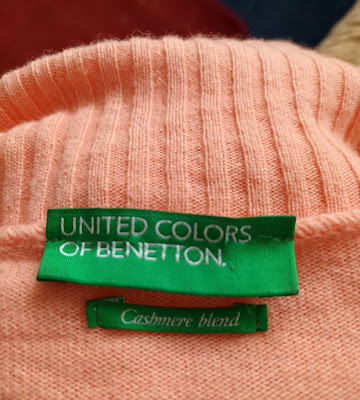 UNITED COLORS
OF BENETTON.
Cashmere blend